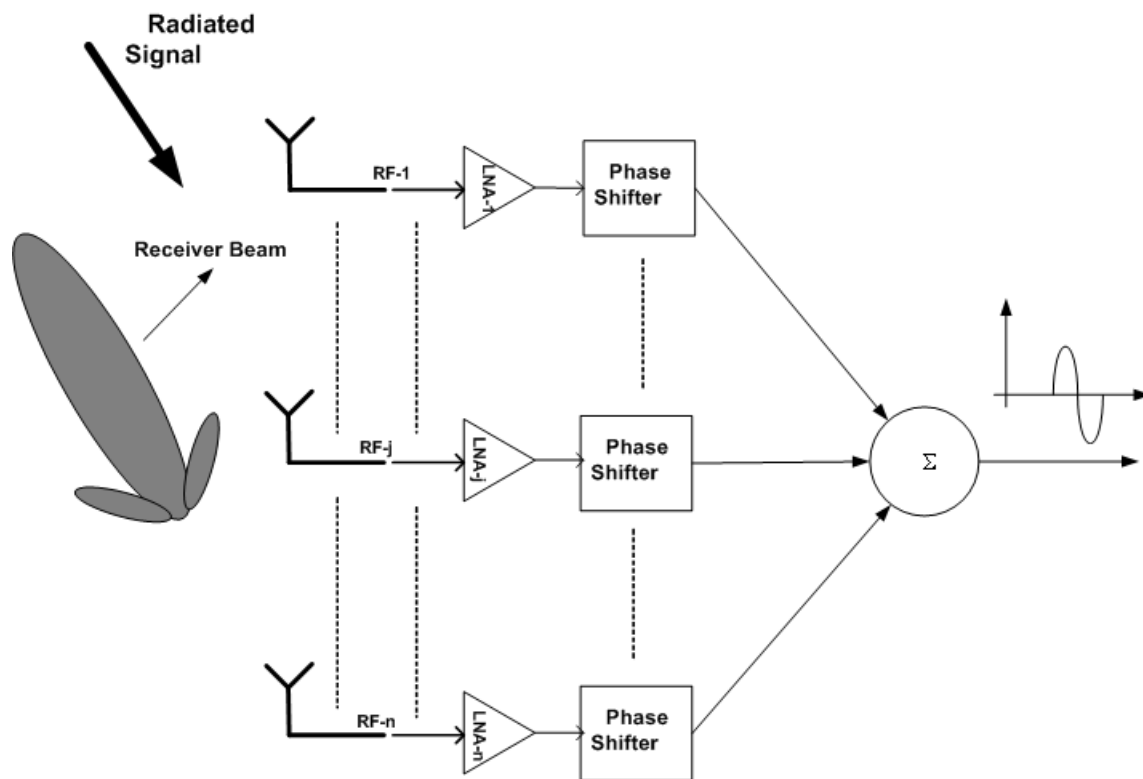 Radiated
Signal
RF-1
LNA-1
Phase
Shifter
Receiver Beam
RF-j
LNA-j
Phase
Shifter
Σ
RF-n
LNA-n
Phase
Shifter